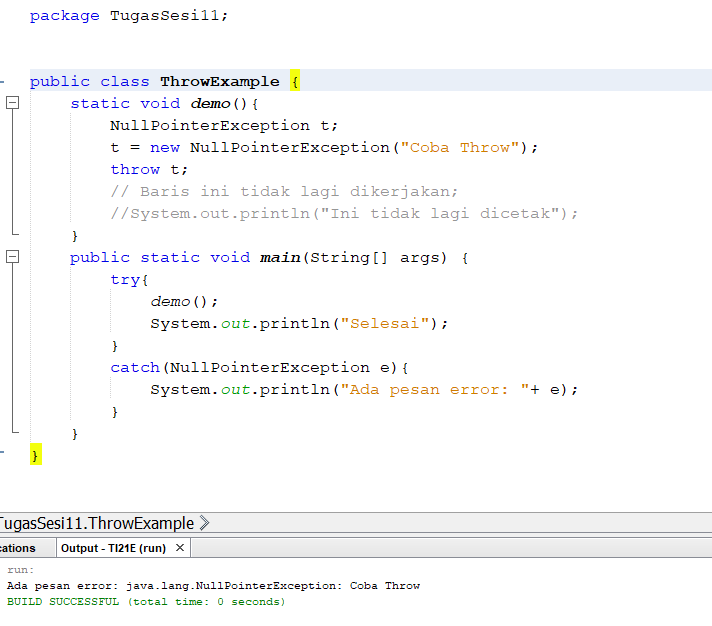 package TugasSesi11;
public class ThrowExample {
static void demo(){
NullPointerException t;
t = new NullPointerException("Coba Throw");
throw t;
// Baris ini tidak lagi dikerjakan;
//System.out.println("Ini tidak lagi dicetak");
}
public static void main(String[] args) {
try{
demo();
System.out.println("Selesai");
}
catch(NullPointerException e){
System.out.println("Ada pesan error: "+ e);
}
}
}
TugasSesi11.ThrowExample
cations
Output - TI21E (run) ×
run:
Ada pesan error: java.lang.NullPointerException: Coba Throw
BUILD SUCCESSFUL (total time: 0 seconds)